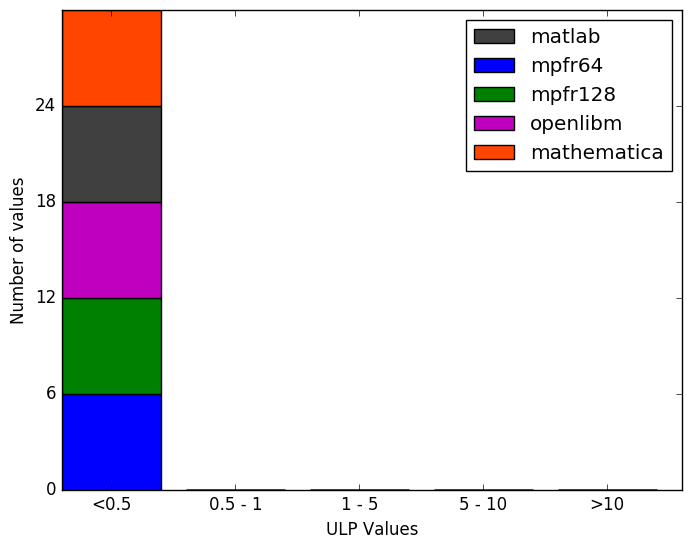 matlab
mpfr64
mpfr128
openlibm
mathematica
Number of values
24
18
12
6
0
<0.5
0.5 - 1
1 - 5
5 - 10
>10
ULP Values